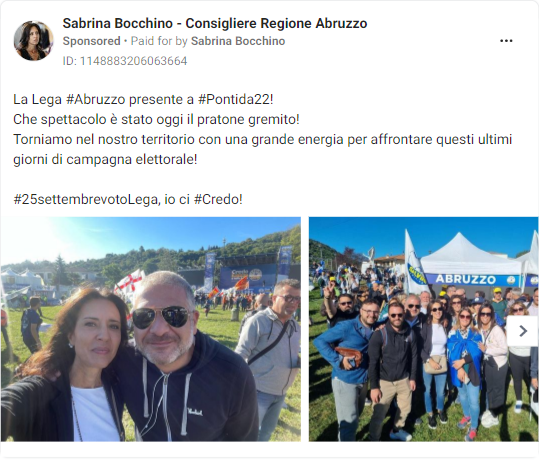 Sabrina Bocchino - Consigliere Regione Abruzzo
Sponsored • Paid for by Sabrina Bocchino
ID: 1148883206063664
La Lega #Abruzzo presente a #Pontida22!
Che spettacolo è stato oggi il pratone gremito!
Torniamo nel nostro territorio con una grande energia per affrontare questi ultimi
giorni di campagna elettorale!
#25settembrevotoLega, io ci #Credo!
ABRUZZO